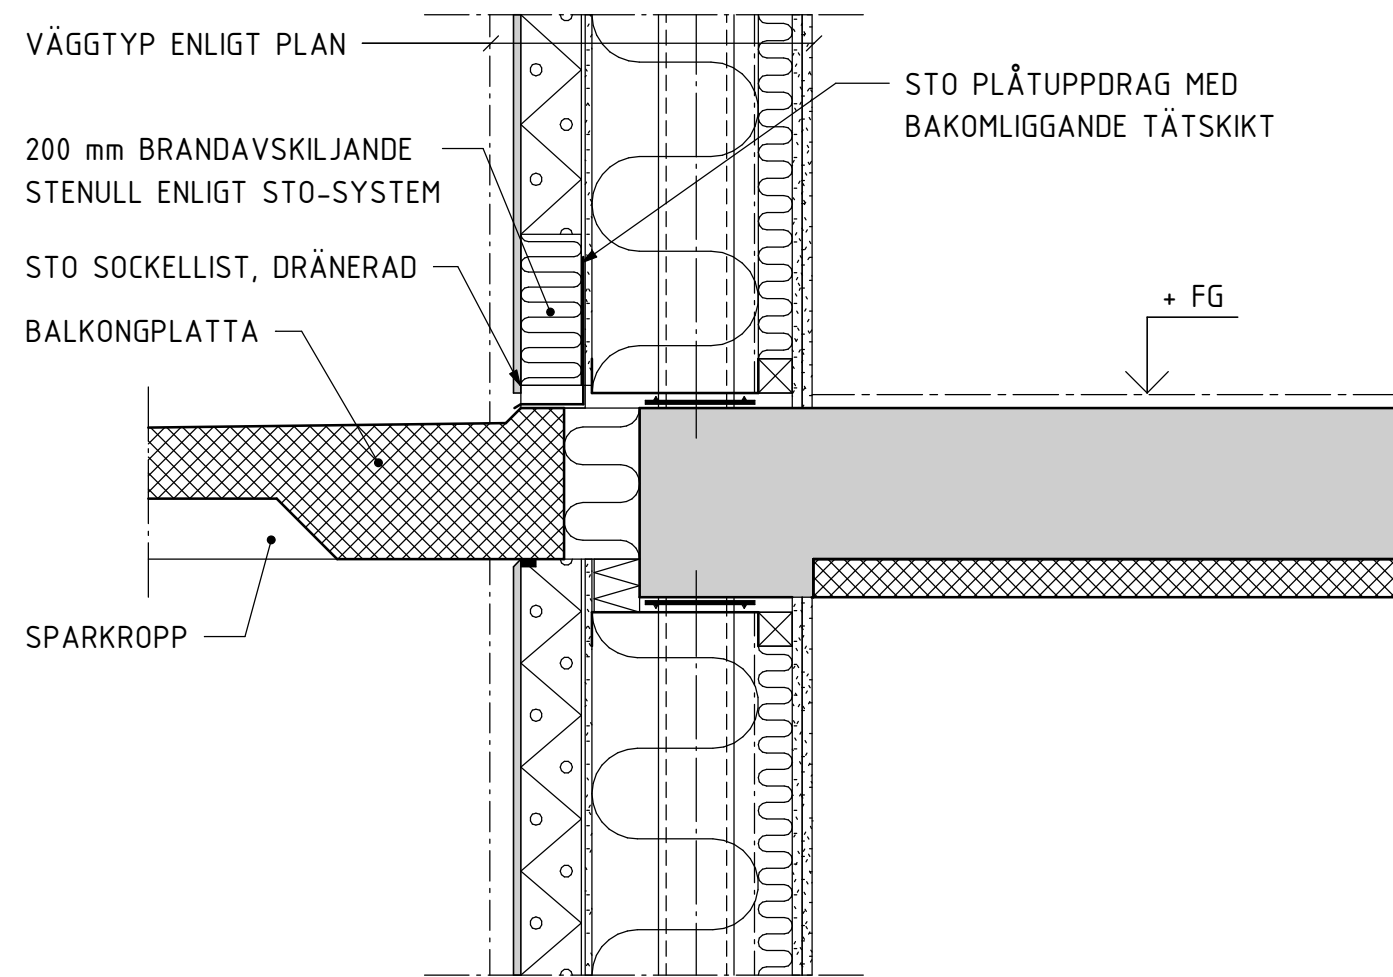 VÄGGTYP ENLIGT PLAN
STO PLÅTUPPDRAG MED
BAKOMLIGGANDE TÄTSKIKT
200 mm BRANDAVSKILJANDE
STENULL ENLIGT STO-SYSTEM
STO SOCKELLIST, DRÄNERAD
+ FG
BALKONGPLATTA
SPARKROPP